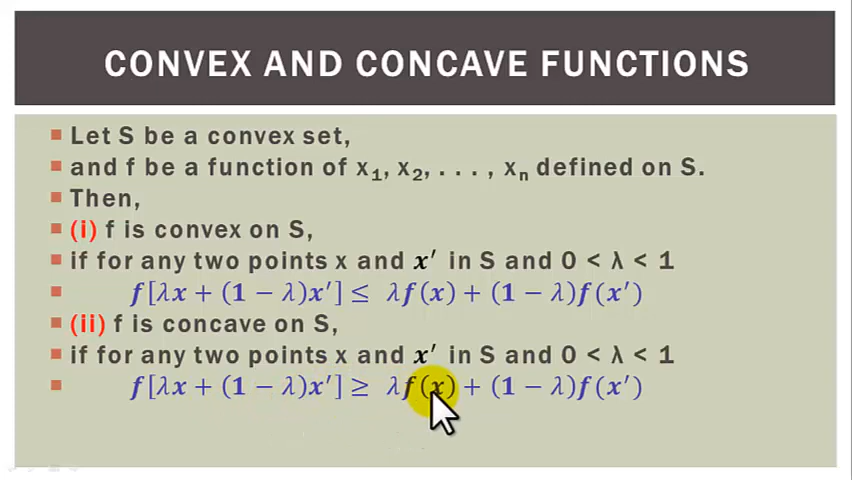 CONVEX AND CONCAVE FUNCTIONS
Let S be a convex set,
and f be a function of x₁, x₂, . . . , xₙ defined on S.
Then,
(i) f is convex on S,
if for any two points x and x′ in S and 0 < λ < 1
f[λx + (1 − λ)x′] ≤ λf(x) + (1 − λ)f(x′)
(ii) f is concave on S,
if for any two points x and x′ in S and 0 < λ < 1
f[λx + (1 − λ)x′] ≥ λf(x) + (1 − λ)f(x′)